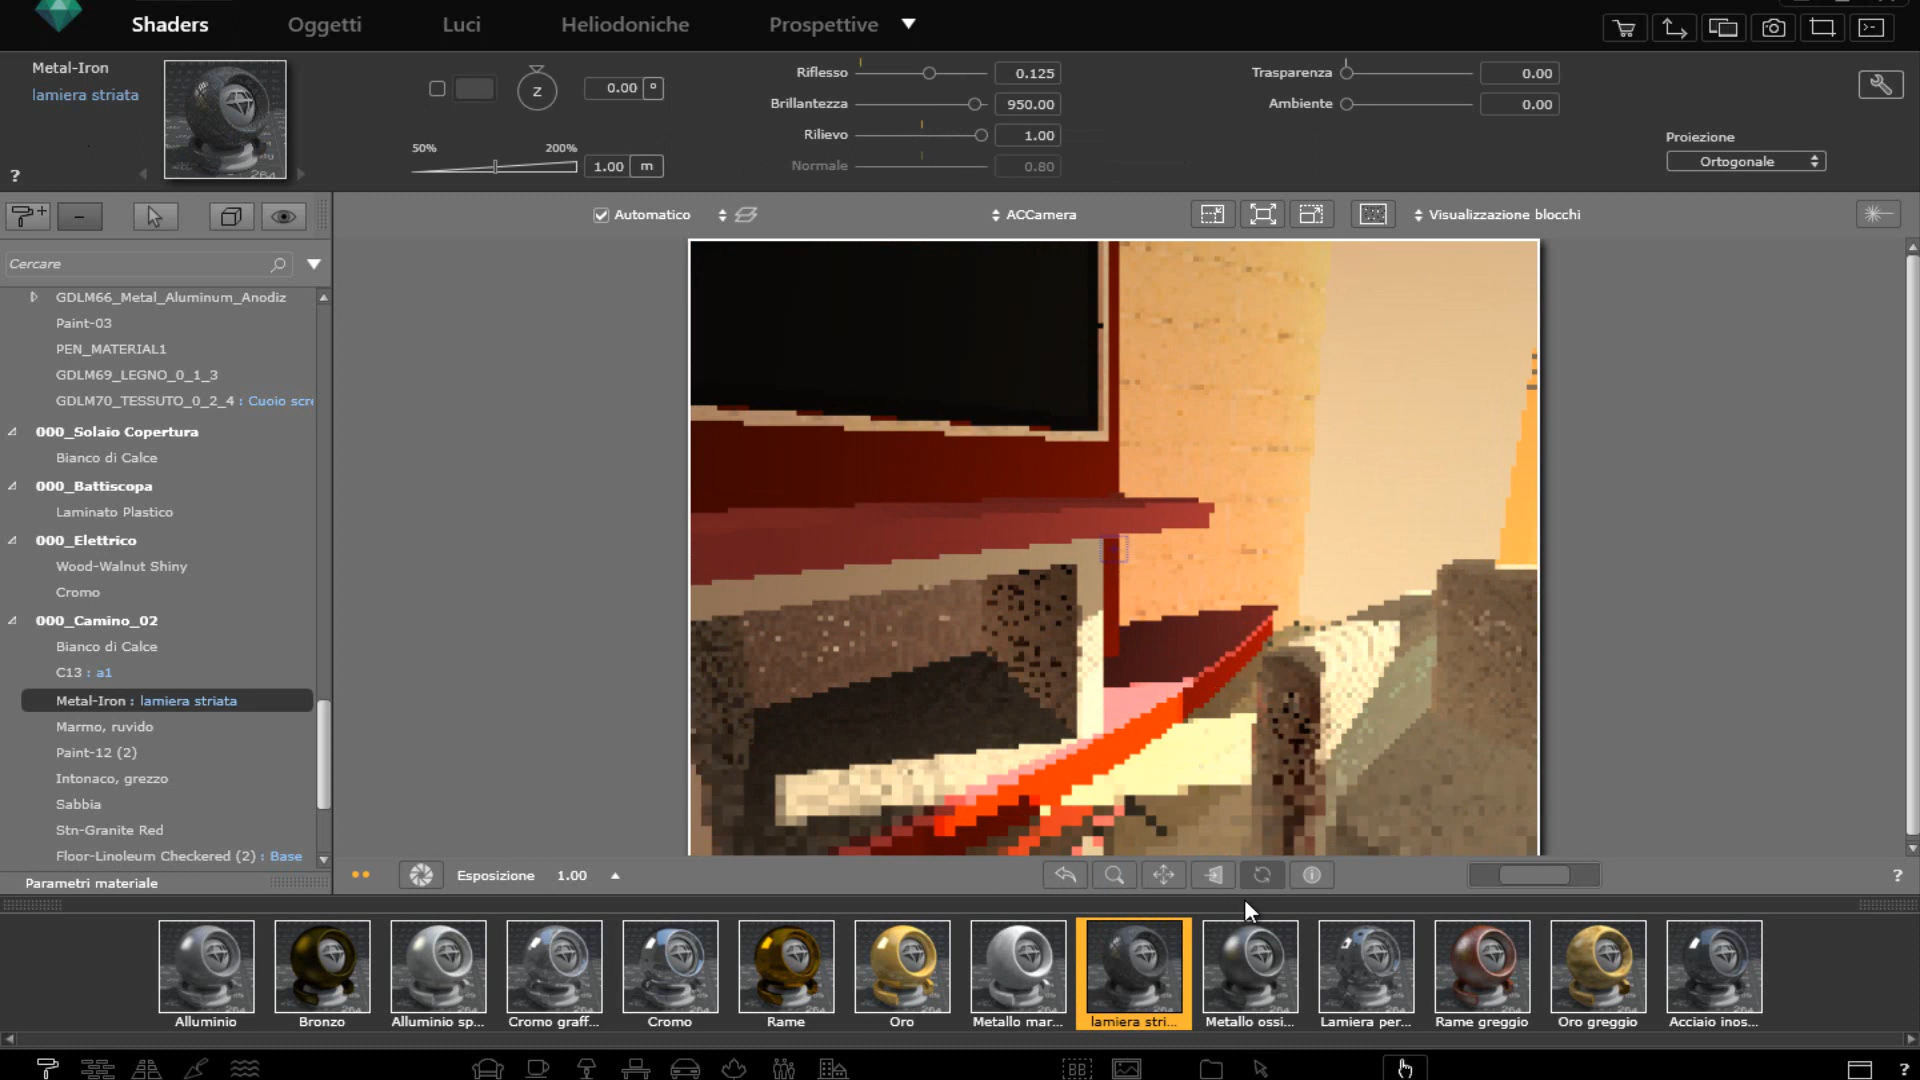 Shaders Oggetti Luci Heliodoniche Prospettive
Metal-Iron
lamiera striata
?
Z
0.00 °
50% 200%
1.00 m
Riflesso 0.125
Brillantezza 950.00
Rilievo 1.00
Normale 0.80
Trasparenza 0.00
Ambiente 0.00
Proiezione
Ortogonale
Cercare
Automatico
ACCamera
Visualizzazione blocchi
GDLM66_Metal_Aluminum_Anodiz
Paint-03
PEN_MATERIAL1
GDLM69_LEGNO_0_1_3
GDLM70_TESSUTO_0_2_4 : Cuoio scre
000_Solaio Copertura
Bianco di Calce
000_Battiscopa
Laminato Plastico
000_Elettrico
Wood-Walnut Shiny
Cromo
000_Camino_02
Bianco di Calce
C13 : a1
Metal-Iron : lamiera striata
Marmo, ruvido
Paint-12 (2)
Intonaco, grezzo
Sabbia
Stn-Granite Red
Floor-Linoleum Checkered (2) : Base
Parametri materiale
Esposizione 1.00
?
Alluminio
Bronzo
Alluminio sp...
Cromo graff...
Cromo
Rame
Oro
Metallo mar...
lamiera stri...
Metallo ossi...
Lamiera per...
Rame greggio
Oro greggio
Acciaio inos...
?